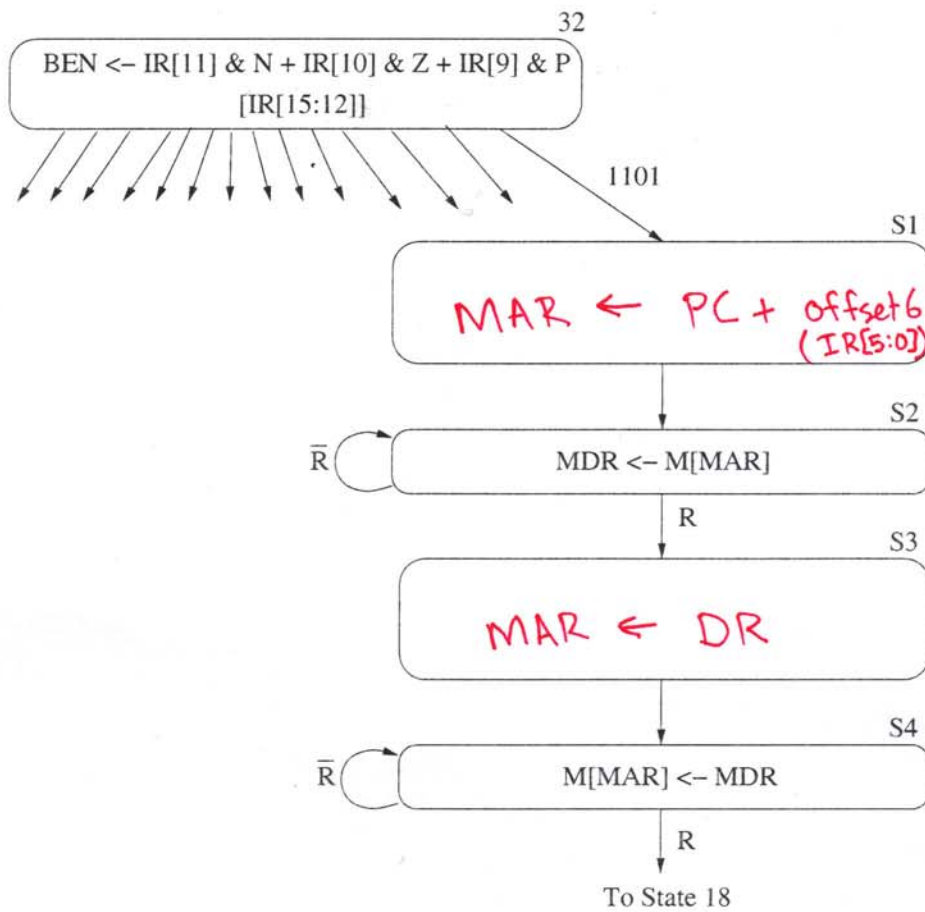 32
BEN <– IR[11] & N + IR[10] & Z + IR[9] & P
[IR[15:12]]
1101
S1
MAR ← PC + offset6
(IR[5:0])
S2
R̅
MDR <– M[MAR]
R
S3
MAR ← DR
S4
R̅
M[MAR] <– MDR
R
To State 18